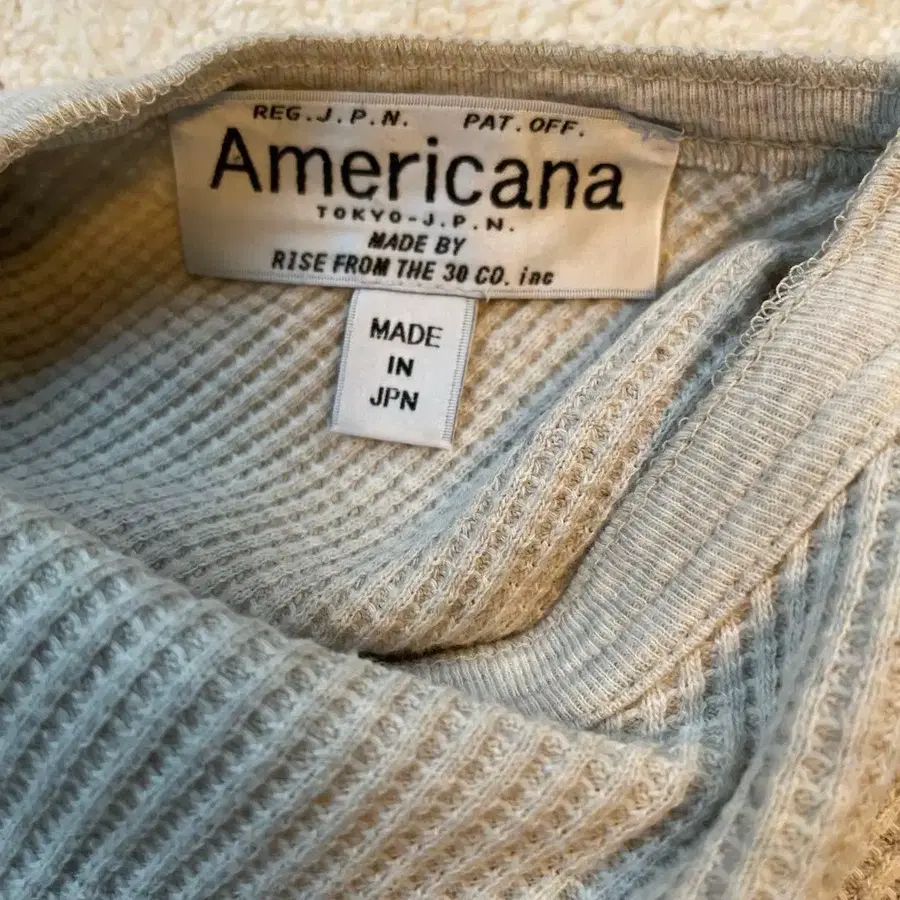 REG.J.P.N. PAT.OFF.
Americana
TOKYO-J.P.N.
MADE BY
RISE FROM THE 30 CO. inc
MADE
IN
JPN